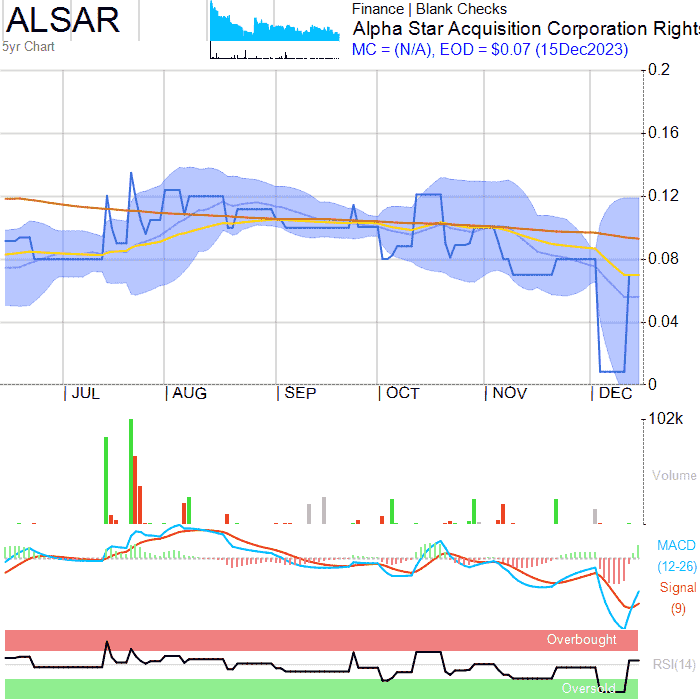 ALSAR
5yr Chart
Finance | Blank Checks
Alpha Star Acquisition Corporation Rights
MC = (N/A), EOD = $0.07 (15Dec2023)
0.2
0.16
0.12
0.08
0.04
0
JUL AUG SEP OCT NOV DEC
102k
Volume
MACD
(12-26)
Signal
(9)
Overbought
RSI(14)
Oversold